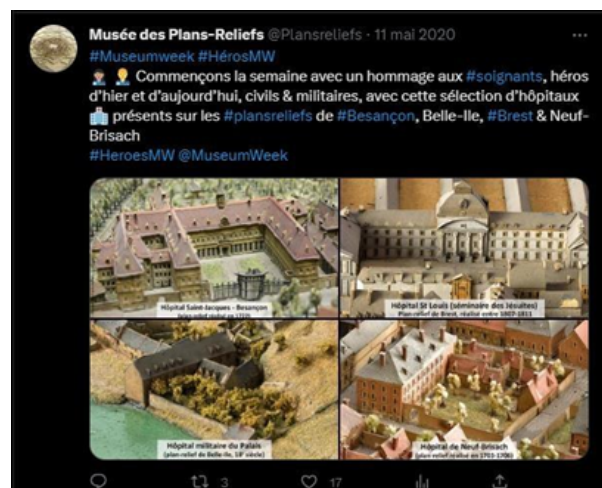 Musée des Plans-Reliefs @Plansreliefs · 11 mai 2020
#Museumweek #HérosMW
Commençons la semaine avec un hommage aux #soignants, héros
d'hier et d'aujourd'hui, civils & militaires, avec cette sélection d'hôpitaux
présents sur les #plansreliefs de #Besançon, Belle-Ile, #Brest & Neuf-
Brisach
#HeroesMW @MuseumWeek
Hôpital Saint-Jacques - Besançon
(plan-relief réalisé en
Hôpital St Louis (séminaire des Jésuites)
Plan-relief de Brest, réalisé entre 1807-1811
Hôpital militaire du Palais
(plan-relief de Belle-Ile, 18e siècle)
Hôpital de Neuf-Brisach
(plan-relief réalisé en 1703-1706)
3 17